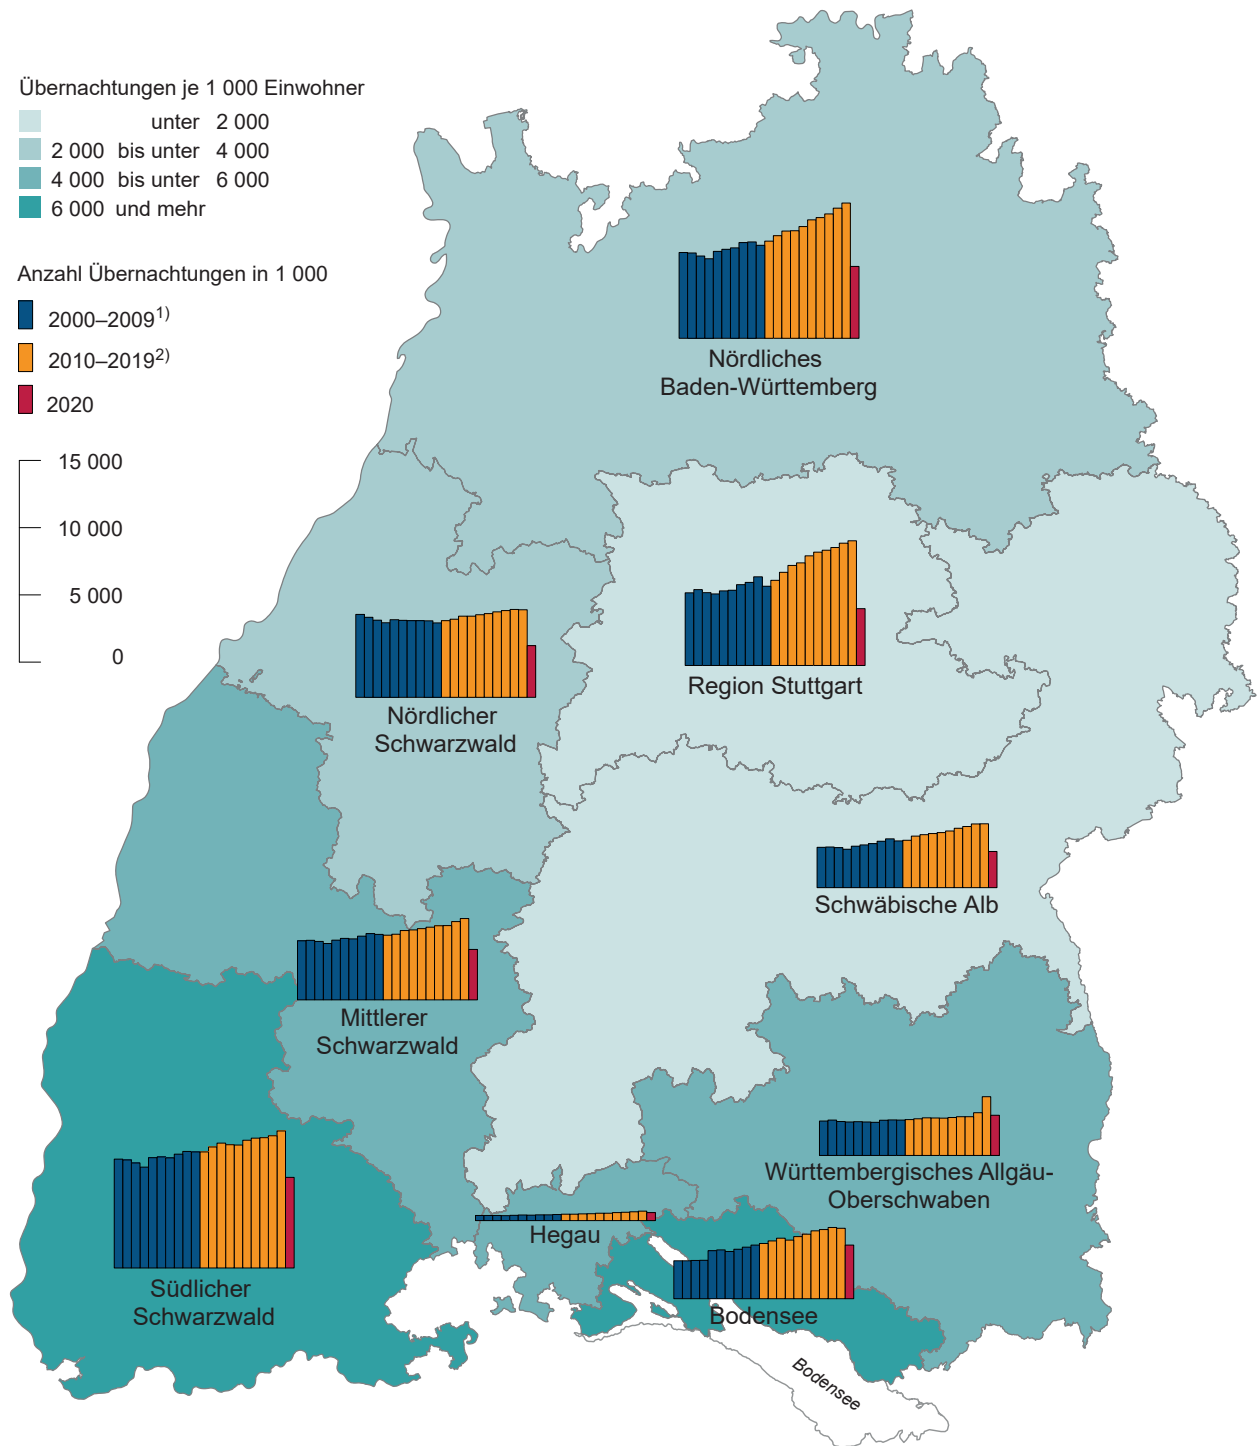 Übernachtungen je 1 000 Einwohner
unter 2 000
2 000 bis unter 4 000
4 000 bis unter 6 000
6 000 und mehr
Anzahl Übernachtungen in 1 000
2000–2009¹⁾
2010–2019²⁾
2020
15 000
10 000
5 000
0
Nördliches
Baden-Württemberg
Region Stuttgart
Nördlicher
Schwarzwald
Schwäbische Alb
Mittlerer
Schwarzwald
Württembergisches Allgäu-
Oberschwaben
Hegau
Südlicher
Schwarzwald
Bodensee
Bodensee